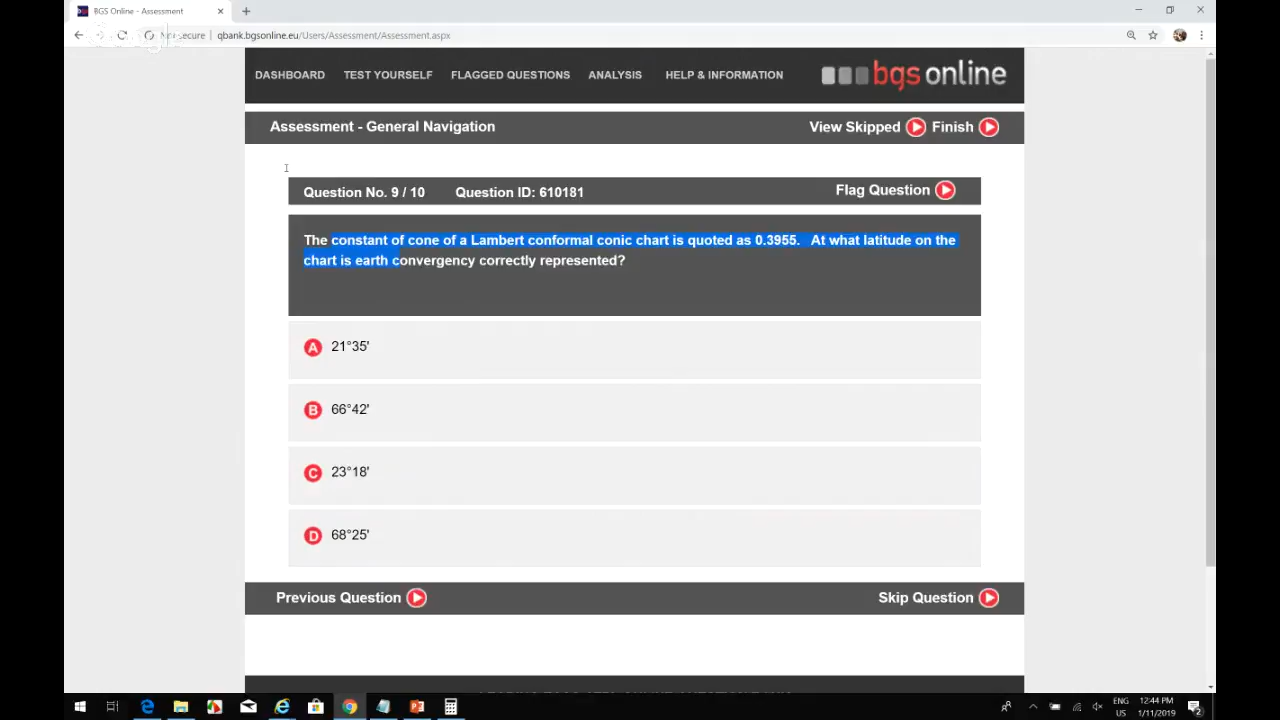 BGS Online - Assessment
qbank.bgsonline.eu/Users/Assessment/Assessment.aspx
DASHBOARD TEST YOURSELF FLAGGED QUESTIONS ANALYSIS HELP & INFORMATION bgs online
Assessment - General Navigation View Skipped Finish
Question No. 9 / 10 Question ID: 610181 Flag Question
The constant of cone of a Lambert conformal conic chart is quoted as 0.3955. At what latitude on the
chart is earth convergency correctly represented?
A 21°35'
B 66°42'
C 23°18'
D 68°25'
Previous Question Skip Question
ENG 12:44 PM
US 1/11/2019